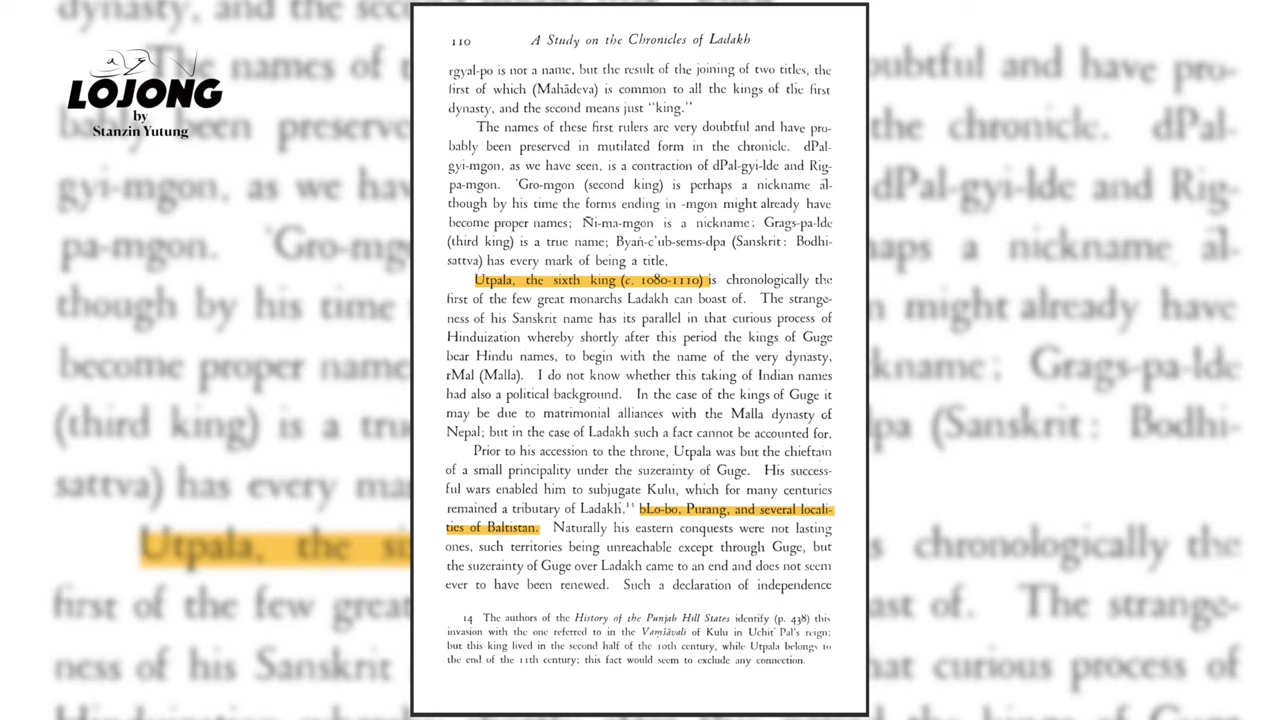 LOJONG
by
Stanzin Yutung
110 A Study on the Chronicles of Ladakh
rgyal-po is not a name, but the result of the joining of two titles, the
first of which (Mahādeva) is common to all the kings of the first
dynasty, and the second means just "king."
The names of these first rulers are very doubtful and have pro-
bably been preserved in mutilated form in the chronicle. dPal-
gyi-mgon, as we have seen, is a contraction of dPal-gyi-lde and Rig-
pa-mgon. 'Gro-mgon (second king) is perhaps a nickname al-
though by his time the forms ending in -mgon might already have
become proper names; Ñi-ma-mgon is a nickname; Grags-pa-lde
(third king) is a true name; Byaṅ-c'ub-sems-dpa (Sanskrit: Bodhi-
sattva) has every mark of being a title.
Utpala, the sixth king (c. 1080-1110) is chronologically the
first of the few great monarchs Ladakh can boast of. The strange-
ness of his Sanskrit name has its parallel in that curious process of
Hinduization whereby shortly after this period the kings of Guge
bear Hindu names, to begin with the name of the very dynasty,
rMal (Malla). I do not know whether this taking of Indian names
had also a political background. In the case of the kings of Guge it
may be due to matrimonial alliances with the Malla dynasty of
Nepal; but in the case of Ladakh such a fact cannot be accounted for.
Prior to his accession to the throne, Utpala was but the chieftain
of a small principality under the suzerainty of Guge. His success-
ful wars enabled him to subjugate Kulu, which for many centuries
remained a tributary of Ladakh,¹⁴ bLo-bo, Purang, and several locali-
ties of Baltistan. Naturally his eastern conquests were not lasting
ones, such territories being unreachable except through Guge, but
the suzerainty of Guge over Ladakh came to an end and does not seem
ever to have been renewed. Such a declaration of independence
14 The authors of the History of the Punjab Hill States identify (p. 438) this
invasion with the one referred to in the Vaṃśāvali of Kulu in Uchit Pal's reign;
but this king lived in the second half of the 10th century, while Utpala belongs to
the end of the 11th century; this fact would seem to exclude any connection.